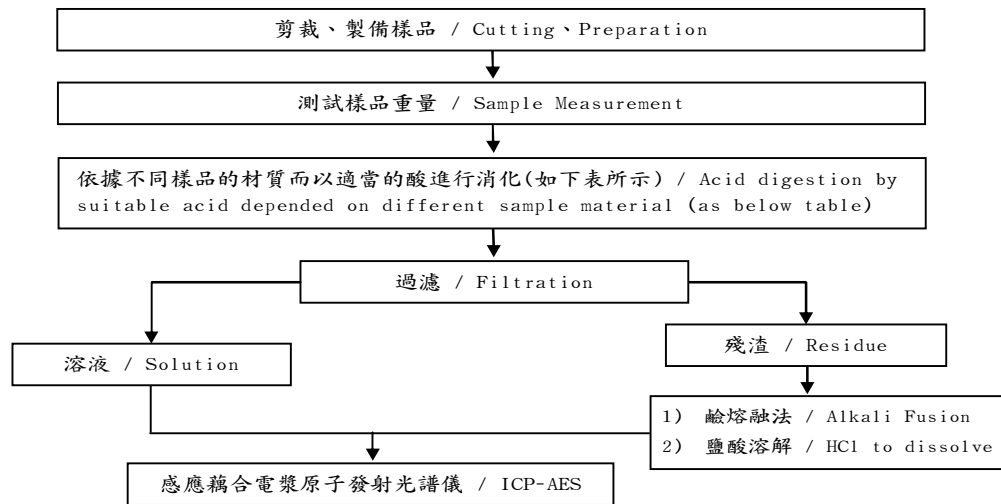 剪裁、製備樣品 / Cutting、Preparation
測試樣品重量 / Sample Measurement
依據不同樣品的材質而以適當的酸進行消化(如下表所示) / Acid digestion by
suitable acid depended on different sample material (as below table)
過濾 / Filtration
溶液 / Solution
殘渣 / Residue
1) 鹼熔融法 / Alkali Fusion
2) 鹽酸溶解 / HCl to dissolve
感應藕合電漿原子發射光譜儀 / ICP-AES